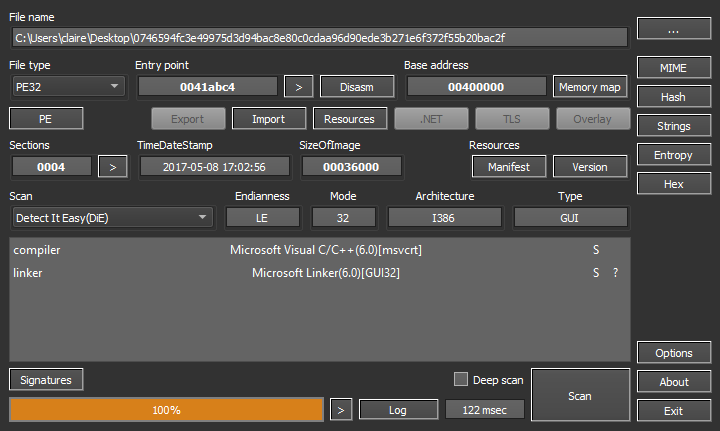 File name
C:\Users\claire\Desktop\0746594fc3e49975d3d94bac8e80c0cdaa96d90ede3b271e6f372f55b20bac2f
...
File type Entry point Base address
PE32 0041abc4 > Disasm 00400000 Memory map MIME
PE Export Import Resources .NET TLS Overlay Hash
Strings
Sections TimeDateStamp SizeOfImage Resources
0004 > 2017-05-08 17:02:56 00036000 Manifest Version Entropy
Hex
Scan Endianness Mode Architecture Type
Detect It Easy(DiE) LE 32 I386 GUI
compiler Microsoft Visual C/C++(6.0)[msvcrt] S
linker Microsoft Linker(6.0)[GUI32] S ?
Options
Signatures Deep scan Scan About
100% > Log 122 msec Exit